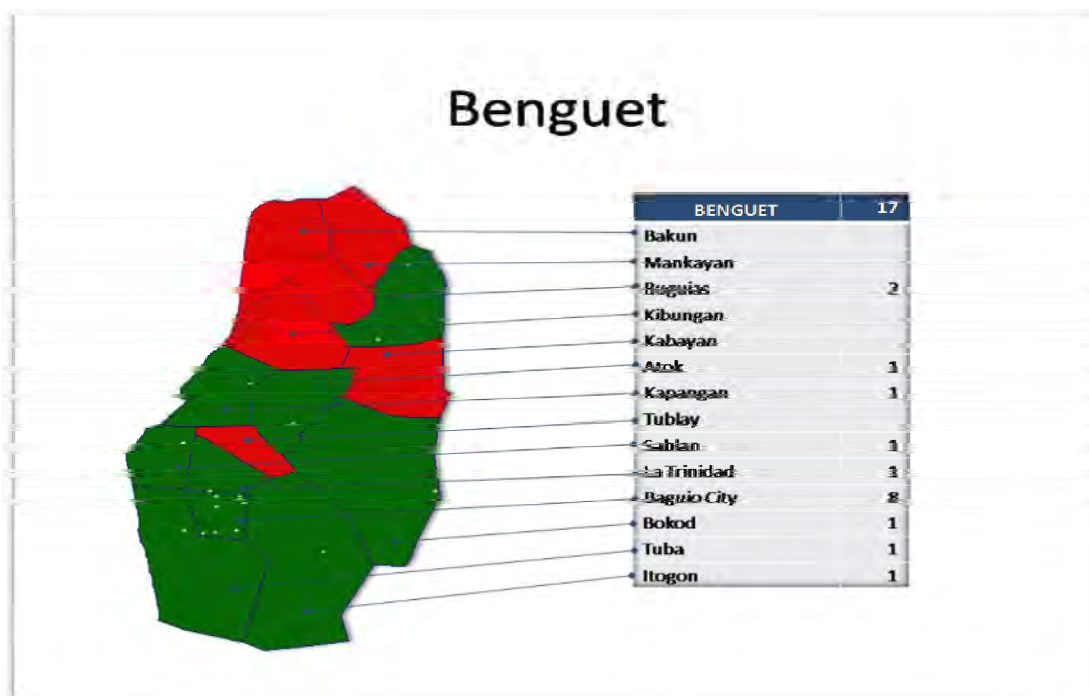 Benguet
BENGUET 17
Bakun
Mankayan
Buguias 2
Kibungan
Kabayan
Atok 1
Kapangan 1
Tublay
Sablan 1
La Trinidad 1
Baguio City 8
Bokod 1
Tuba 1
Itogon 1